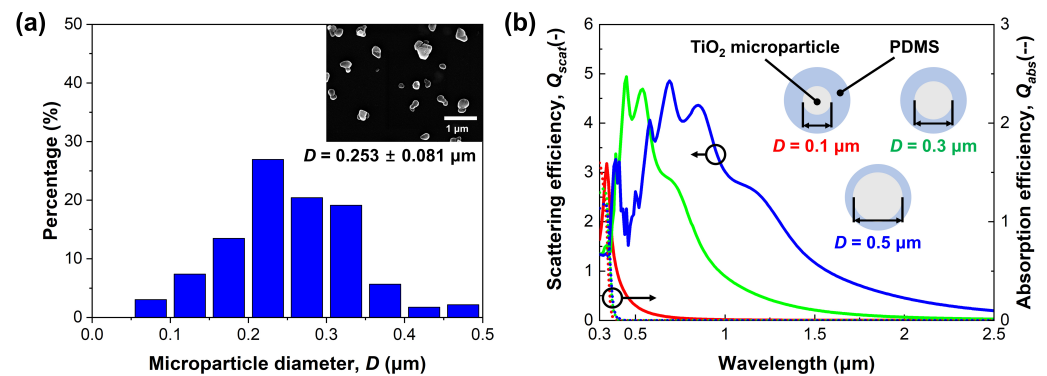 (a)
50
40
30
20
10
0
Percentage (%)
0.0 0.1 0.2 0.3 0.4 0.5
Microparticle diameter, D (μm)
1 μm
D = 0.253 ± 0.081 μm
(b)
6
5
4
3
2
1
0
Scattering efficiency, Qscat(-)
TiO2 microparticle
PDMS
D = 0.1 μm
D = 0.3 μm
D = 0.5 μm
3
2
1
0
Absorption efficiency, Qabs(--)
0.3 0.5 1 1.5 2 2.5
Wavelength (μm)